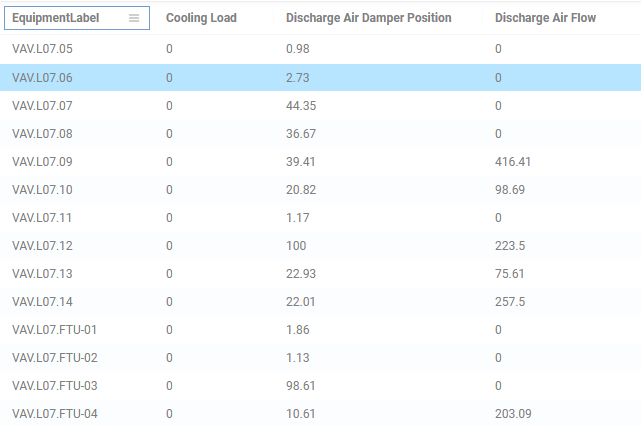 EquipmentLabel Cooling Load Discharge Air Damper Position Discharge Air Flow
VAV.L07.05 0 0.98 0
VAV.L07.06 0 2.73 0
VAV.L07.07 0 44.35 0
VAV.L07.08 0 36.67 0
VAV.L07.09 0 39.41 416.41
VAV.L07.10 0 20.82 98.69
VAV.L07.11 0 1.17 0
VAV.L07.12 0 100 223.5
VAV.L07.13 0 22.93 75.61
VAV.L07.14 0 22.01 257.5
VAV.L07.FTU-01 0 1.86 0
VAV.L07.FTU-02 0 1.13 0
VAV.L07.FTU-03 0 98.61 0
VAV.L07.FTU-04 0 10.61 203.09